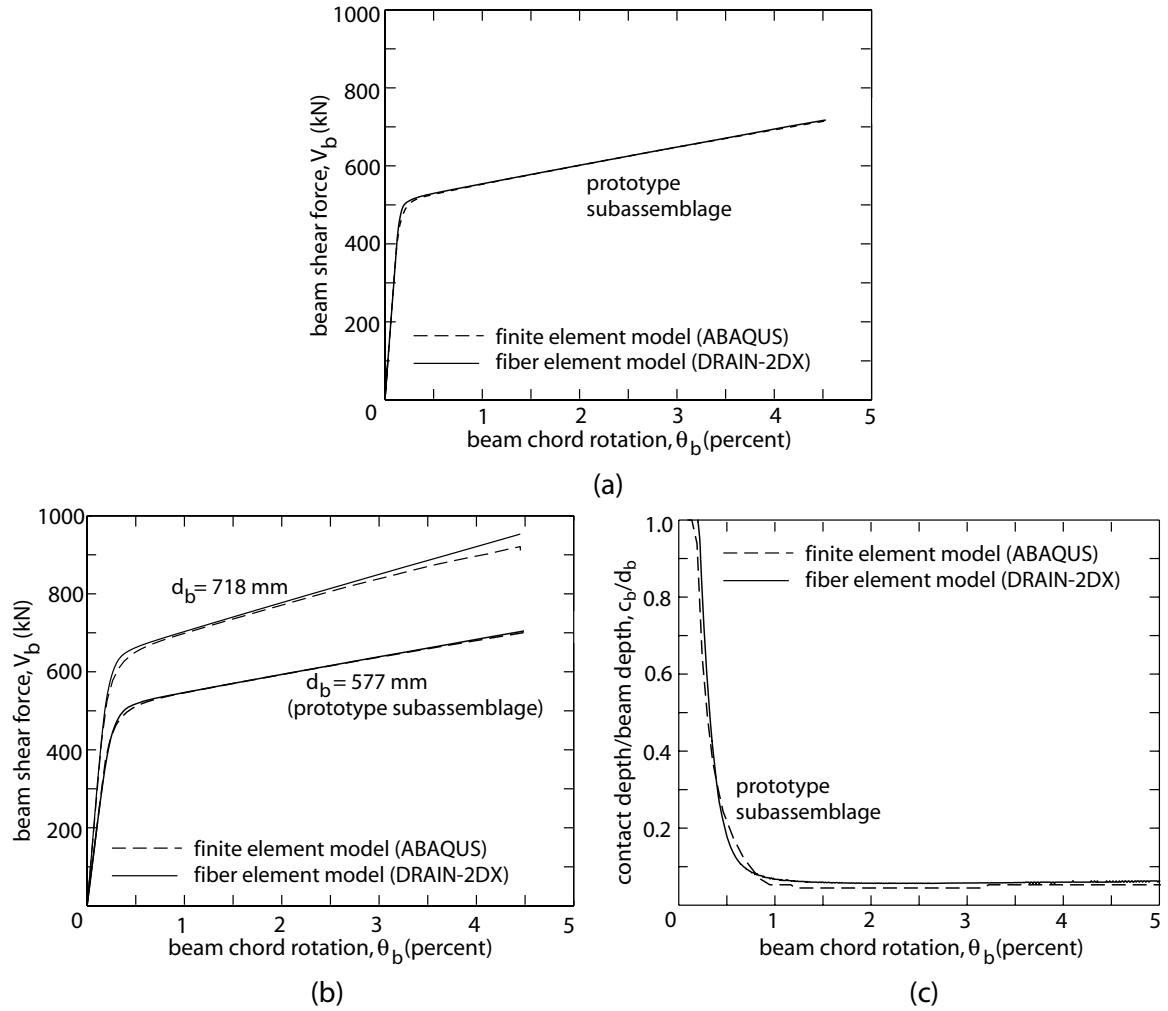 1000
800
600
400
200
0
1
2
3
4
5
beam shear force, V_b (kN)
prototype
subassemblage
finite element model (ABAQUS)
fiber element model (DRAIN-2DX)
beam chord rotation, θ_b (percent)
(a)
1000
800
600
400
200
0
1
2
3
4
5
beam shear force, V_b (kN)
d_b = 718 mm
d_b = 577 mm
(prototype subassemblage)
finite element model (ABAQUS)
fiber element model (DRAIN-2DX)
beam chord rotation, θ_b (percent)
(b)
1.0
0.8
0.6
0.4
0.2
0
1
2
3
4
5
contact depth/beam depth, c_b/d_b
finite element model (ABAQUS)
fiber element model (DRAIN-2DX)
prototype
subassemblage
beam chord rotation, θ_b (percent)
(c)